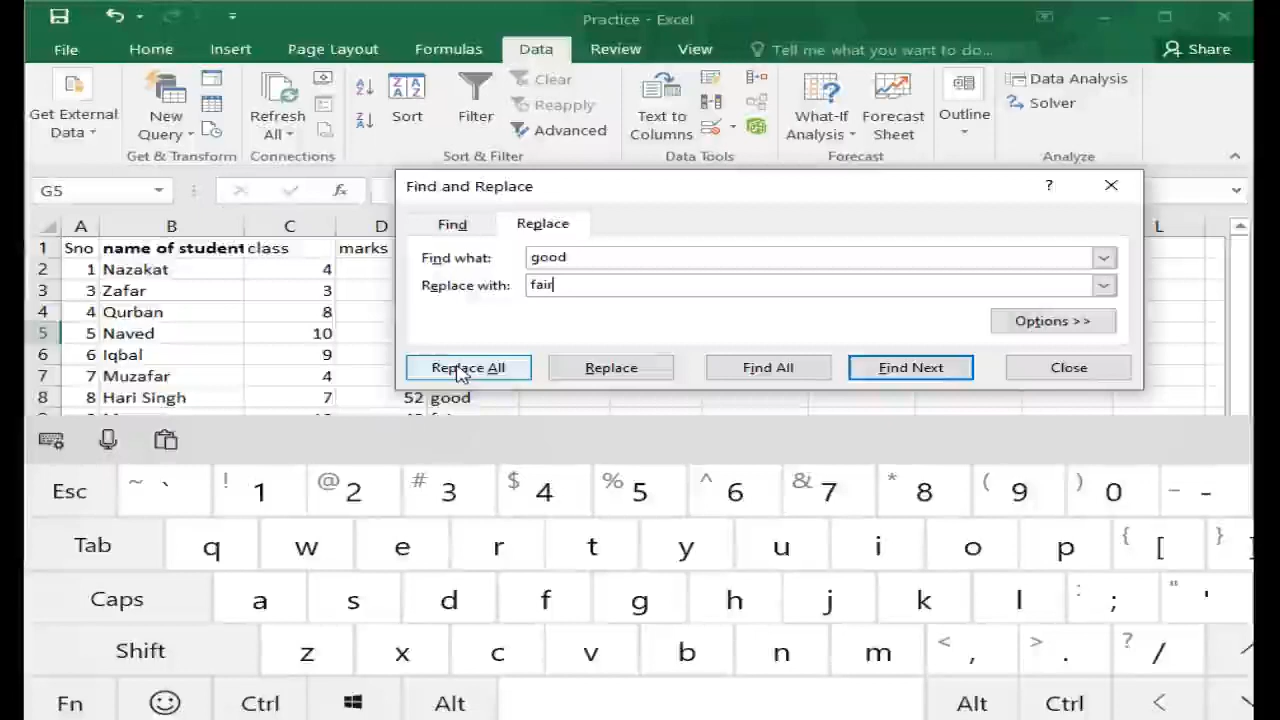 Practice - Excel
File Home Insert Page Layout Formulas Data Review View Tell me what you want to do... Share
Get External Data
New Query
Refresh All
Sort
Filter
Clear
Reapply
Advanced
Text to Columns
What-If Analysis
Forecast Sheet
Outline
Data Analysis
Solver
Get & Transform Connections Sort & Filter Data Tools Forecast Analyze
G5 fx
Find and Replace ? ×
Find Replace
Find what: good
Replace with: fair
Options >>
Replace All Replace Find All Find Next Close
A B C D L
1 Sno name of student class marks
2 1 Nazakat 4
3 3 Zafar 3
4 4 Qurban 8
5 5 Naved 10
6 6 Iqbal 9
7 7 Muzafar 4
8 8 Hari Singh 7 52 good
Esc ~ ` ! 1 @ 2 # 3 $ 4 % 5 ^ 6 & 7 * 8 ( 9 ) 0 _ -
Tab q w e r t y u i o p { [ } ]
Caps a s d f g h j k l : ; " '
Shift z x c v b n m < , > . ? /
Fn Ctrl Alt Alt Ctrl <